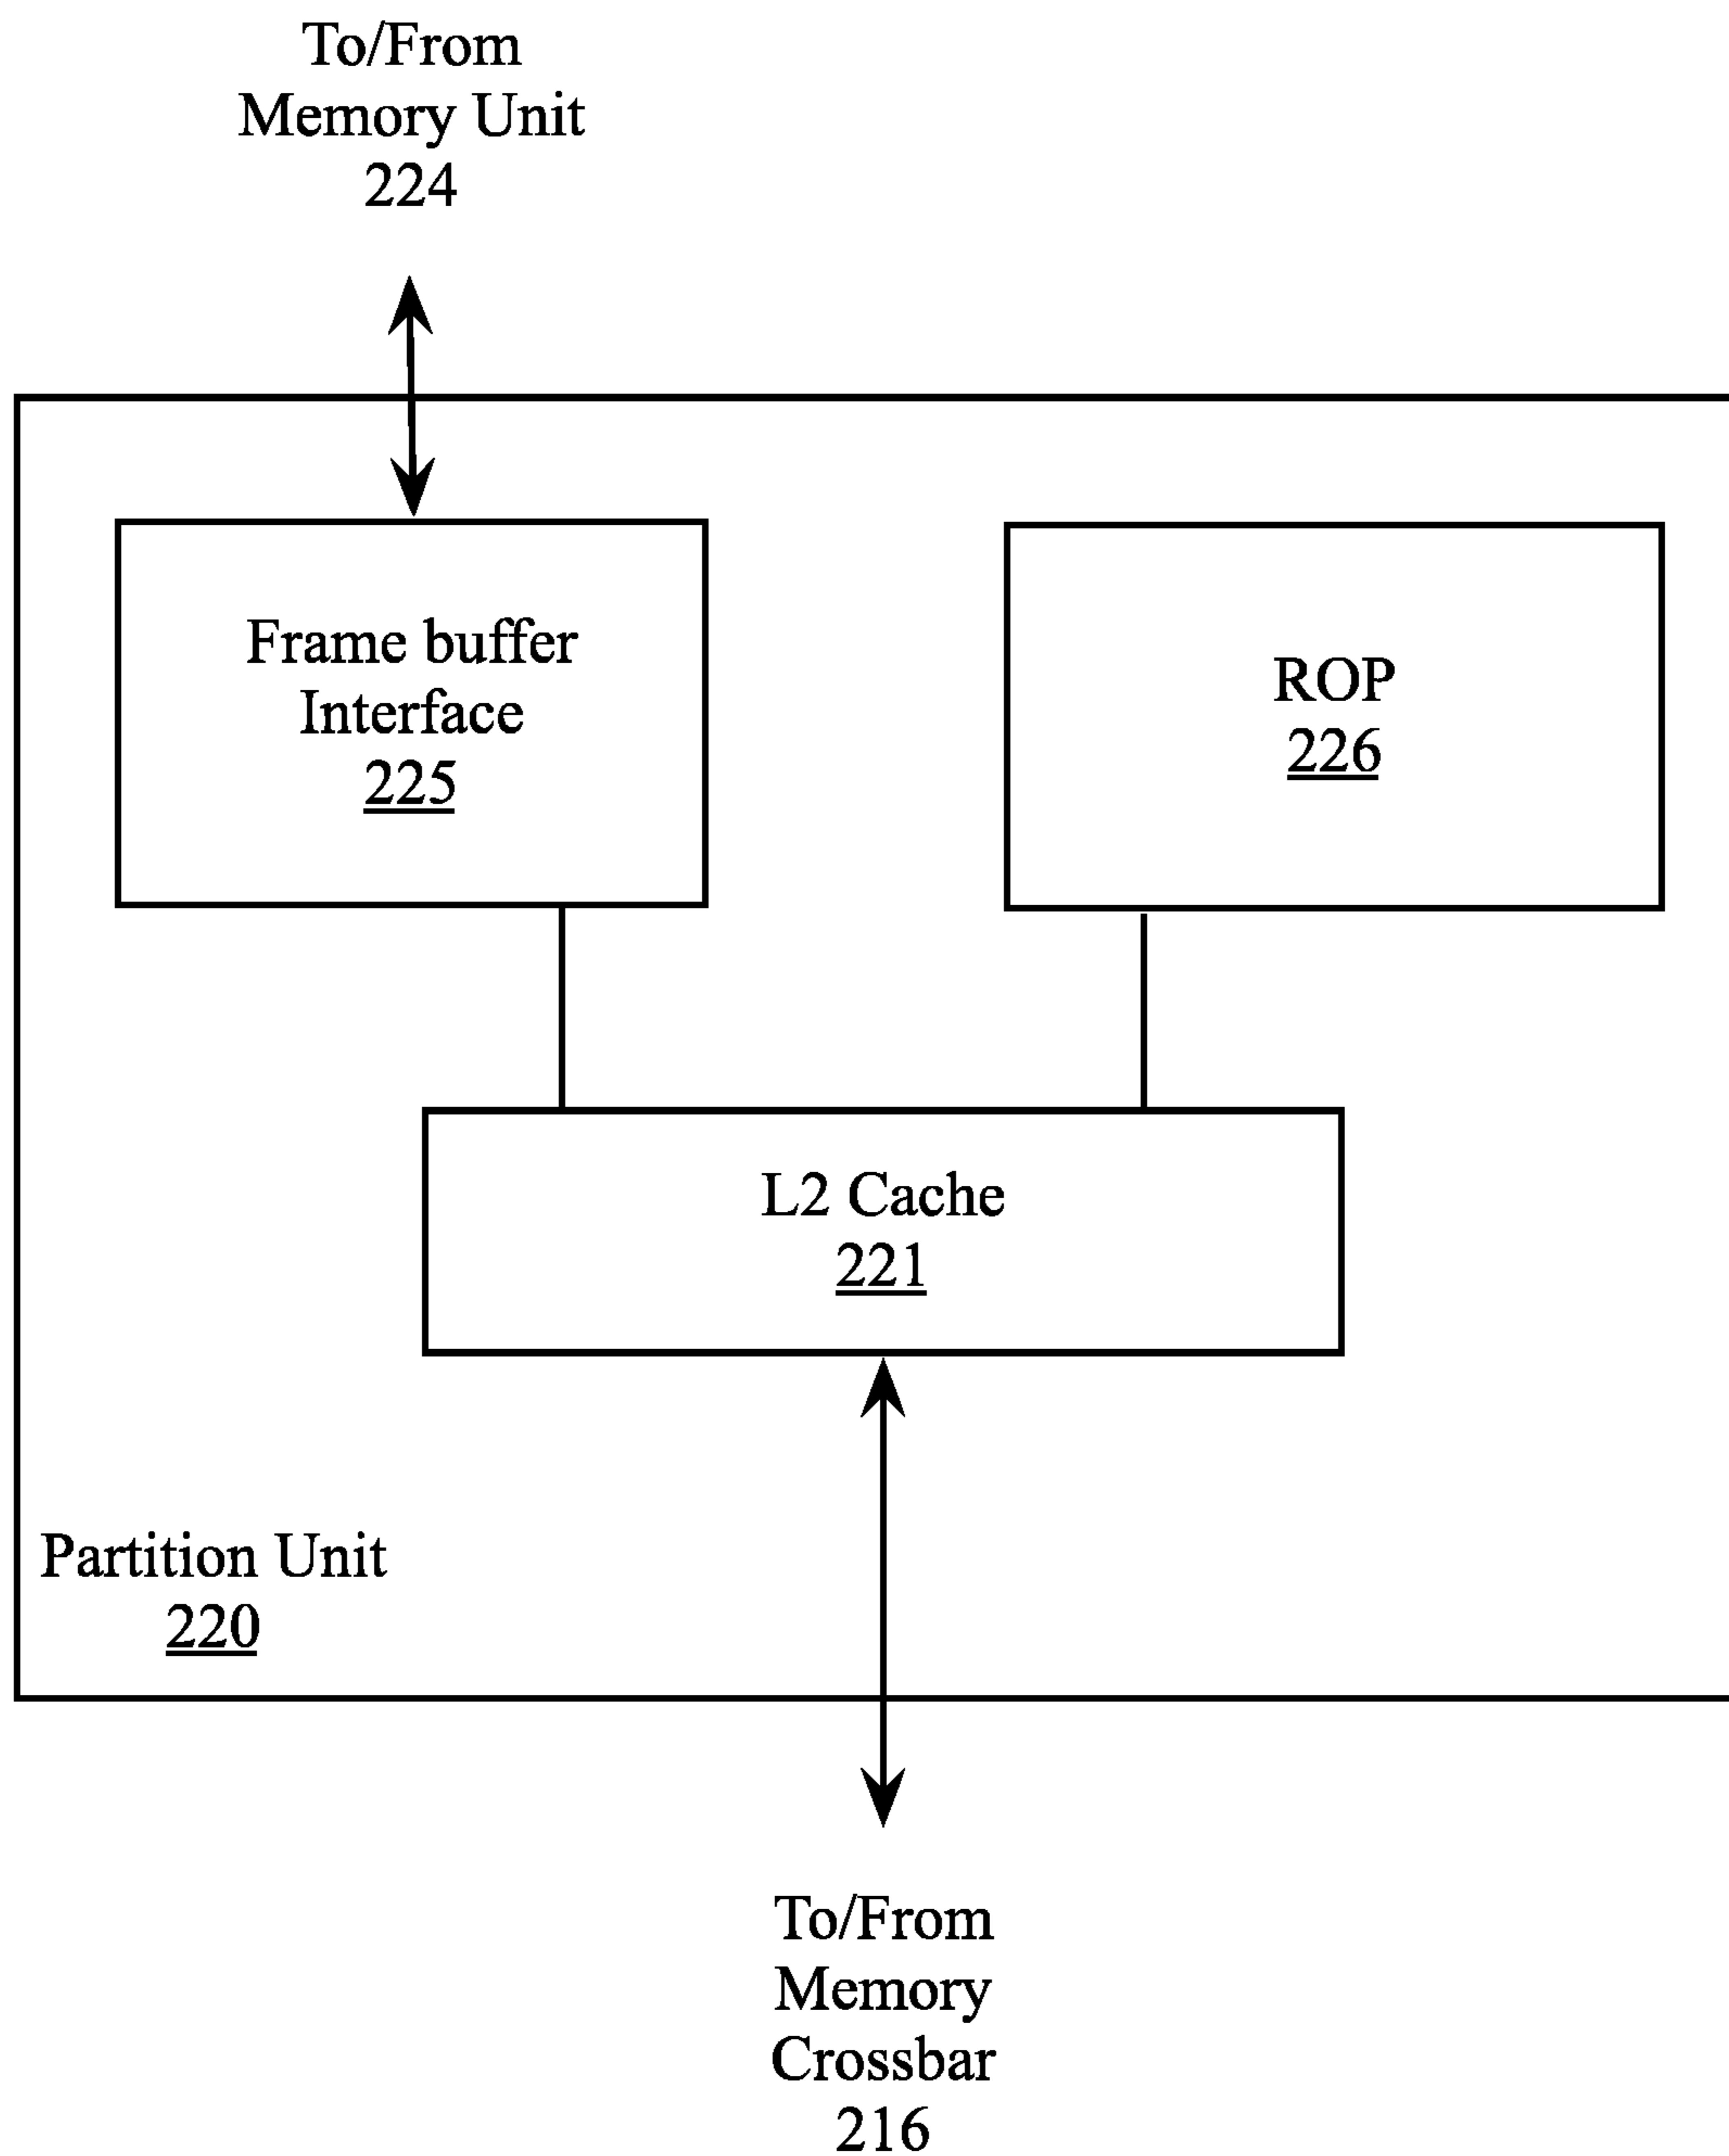 To/From
Memory Unit
224
Frame buffer
Interface
225
ROP
226
L2 Cache
221
Partition Unit
220
To/From
Memory
Crossbar
216